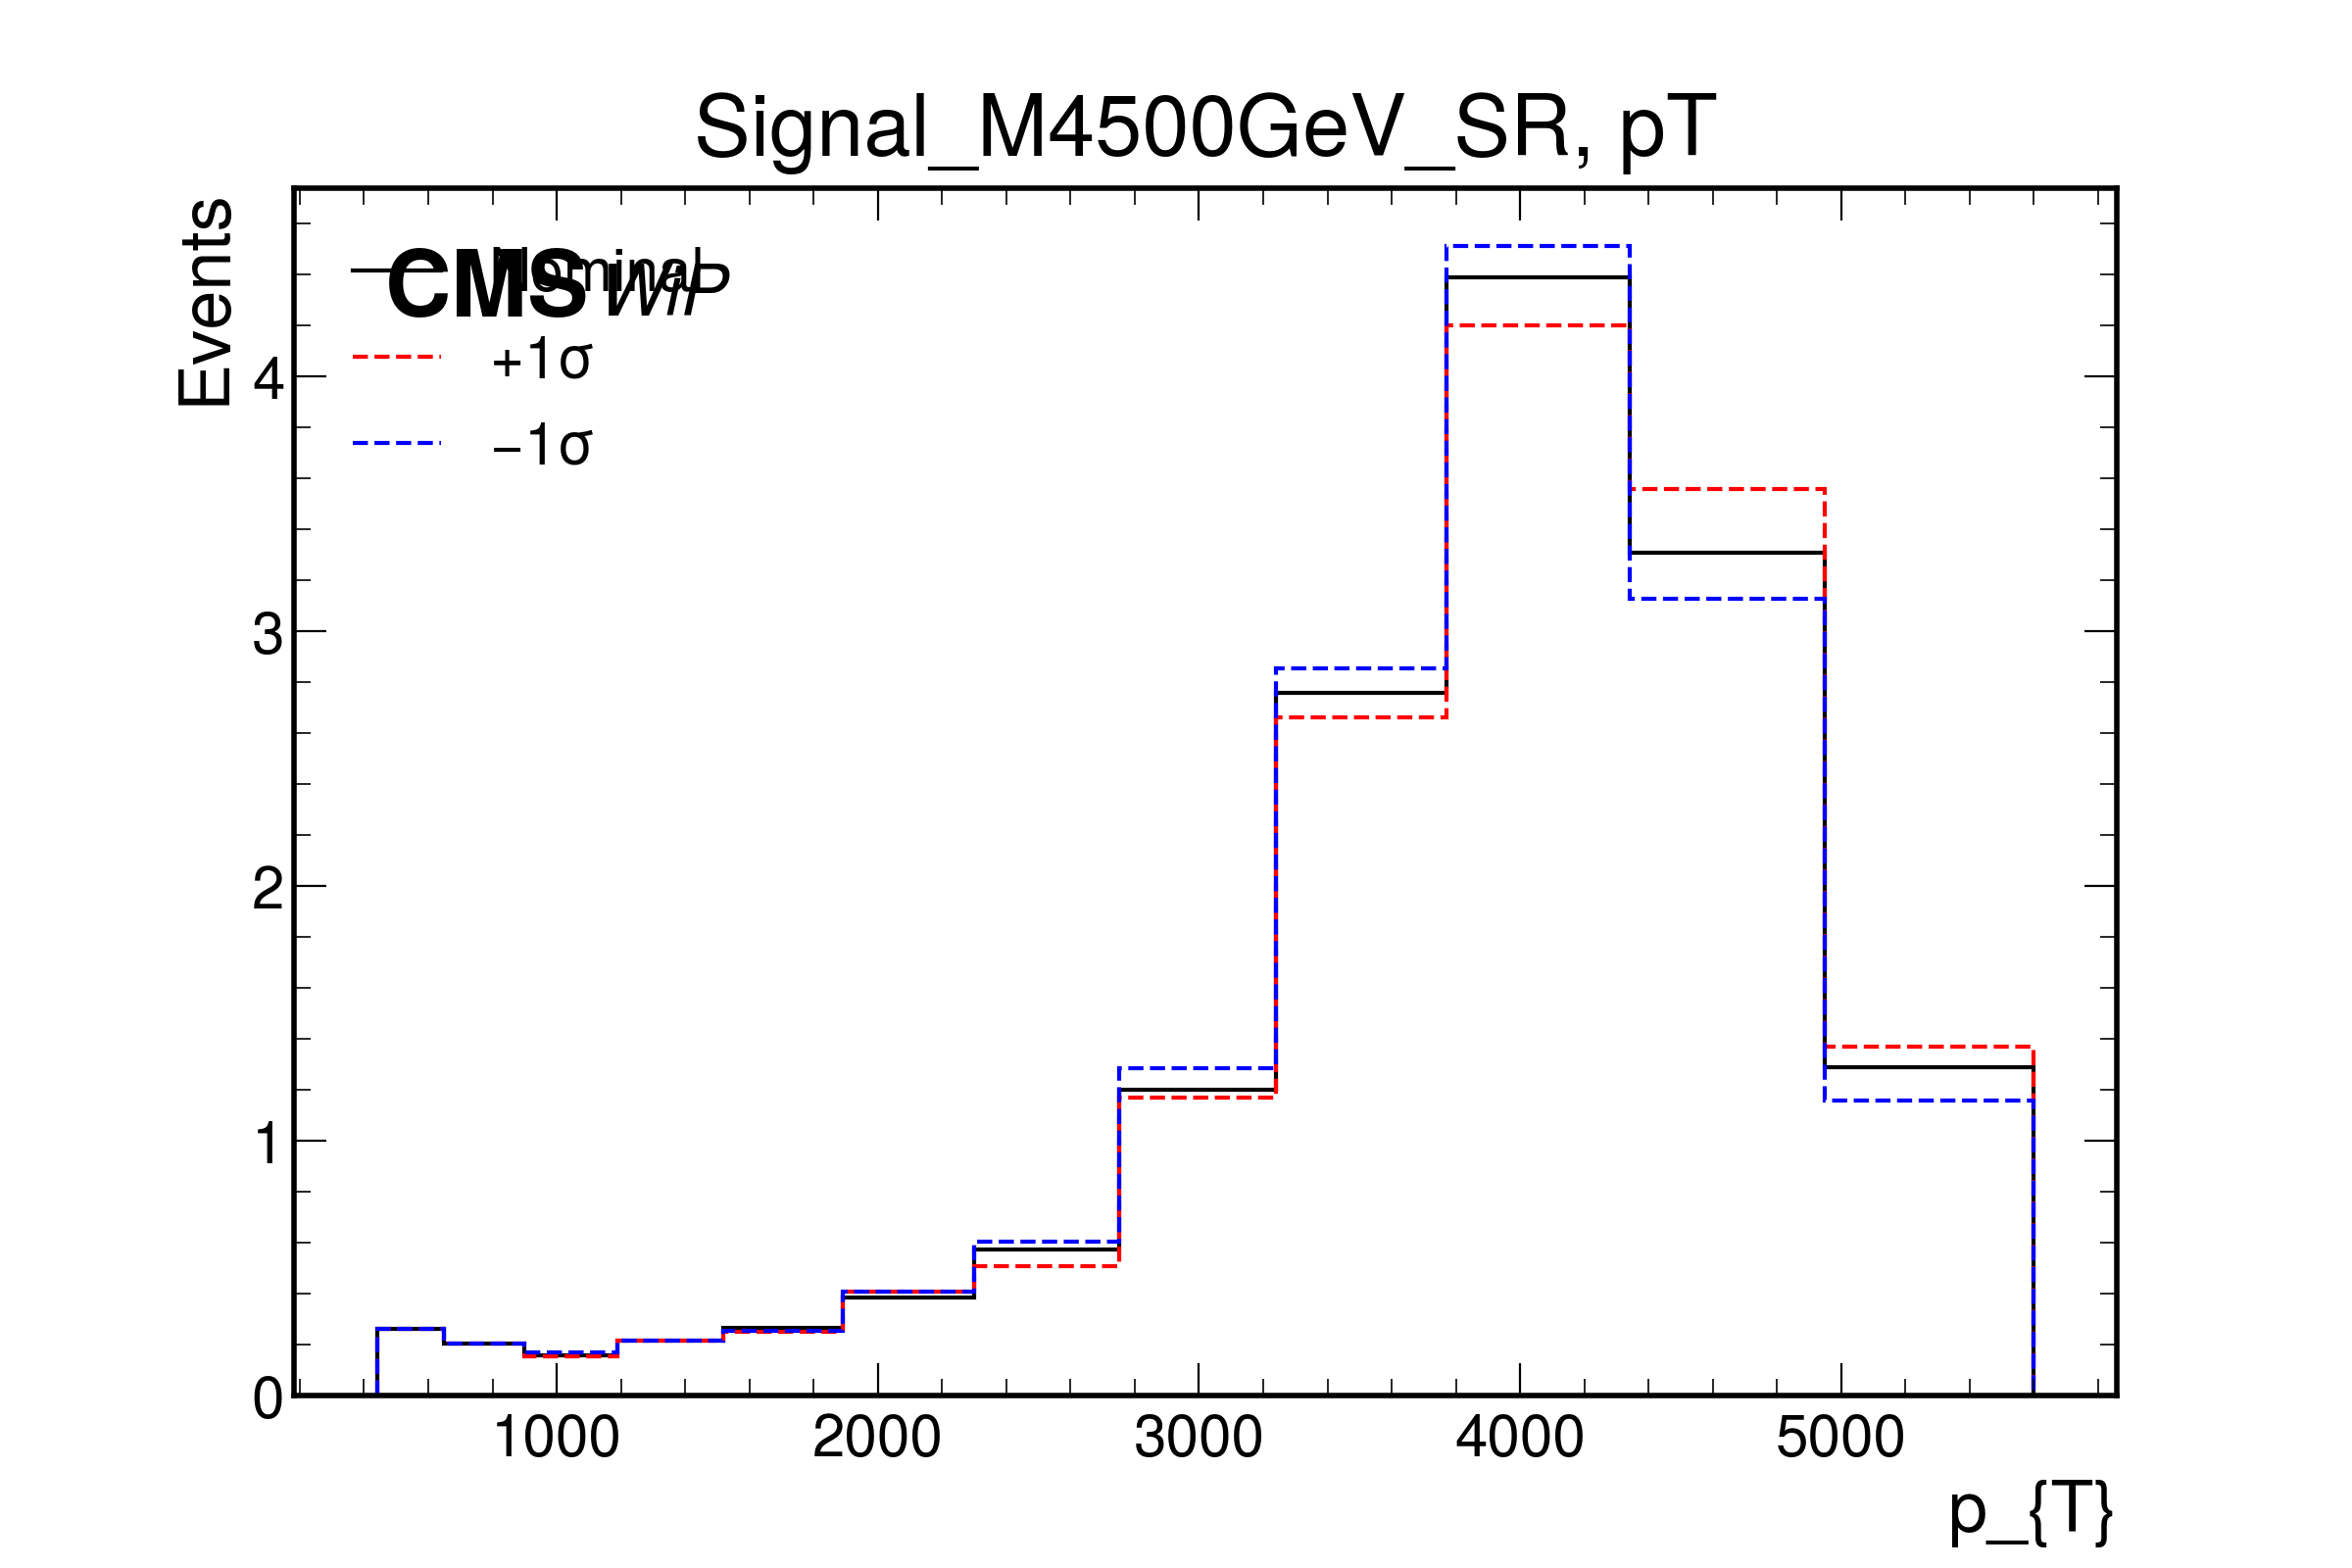 Signal_M4500GeV_SR, pT
Events
CMS WiP
Nominal
+1σ
−1σ
4
3
2
1
0
1000 2000 3000 4000 5000
p_{T}